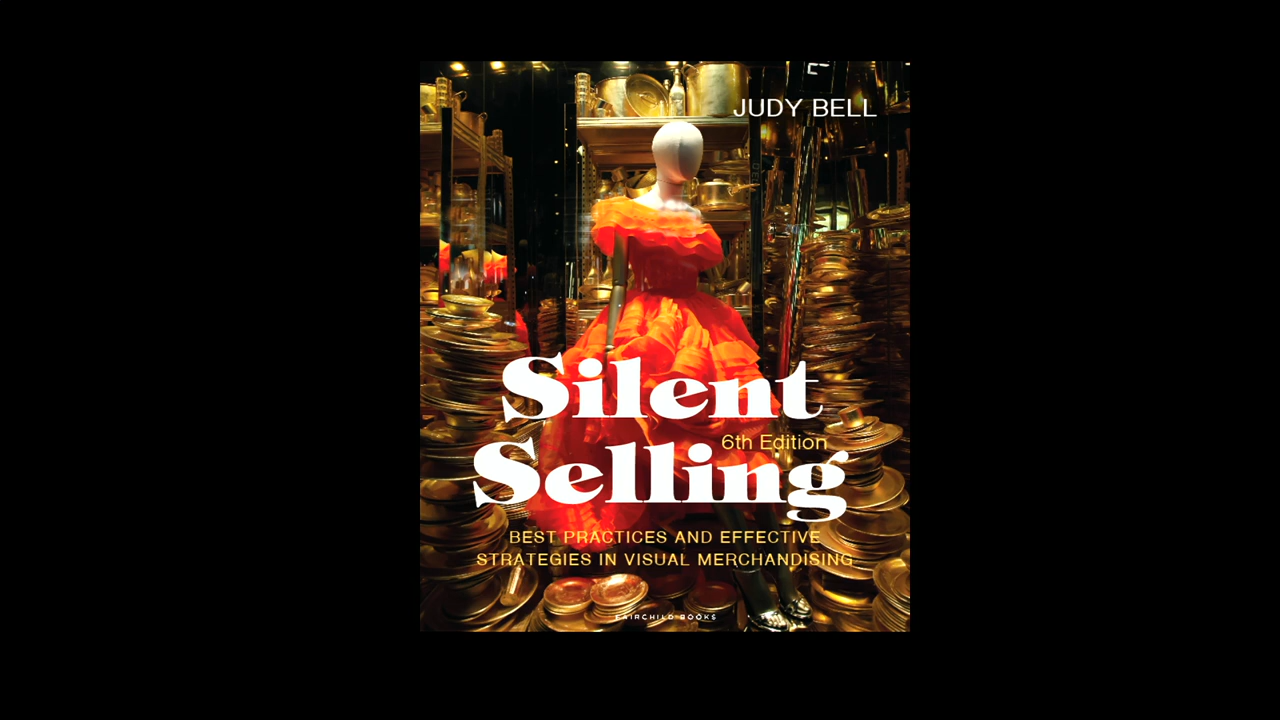 JUDY BELL
Silent
6th Edition
Selling
BEST PRACTICES AND EFFECTIVE
STRATEGIES IN VISUAL MERCHANDISING
FAIRCHILD BOOKS